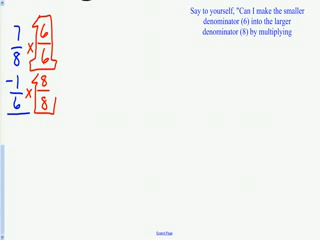 Say to yourself, "Can I make the smaller
denominator (6) into the larger
denominator (8) by multiplying
7/8 x 6/6
-1/6 x 8/8